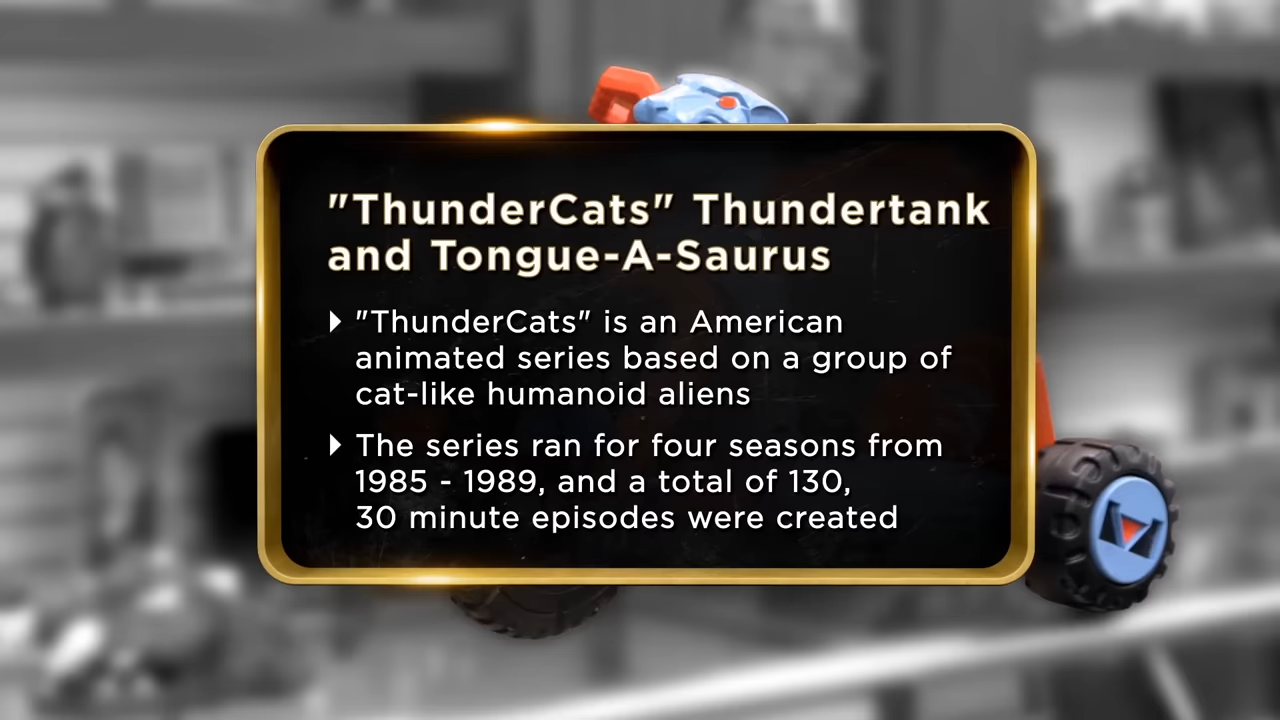 "ThunderCats" Thundertank
and Tongue-A-Saurus
"ThunderCats" is an American
animated series based on a group of
cat-like humanoid aliens
The series ran for four seasons from
1985 - 1989, and a total of 130,
30 minute episodes were created